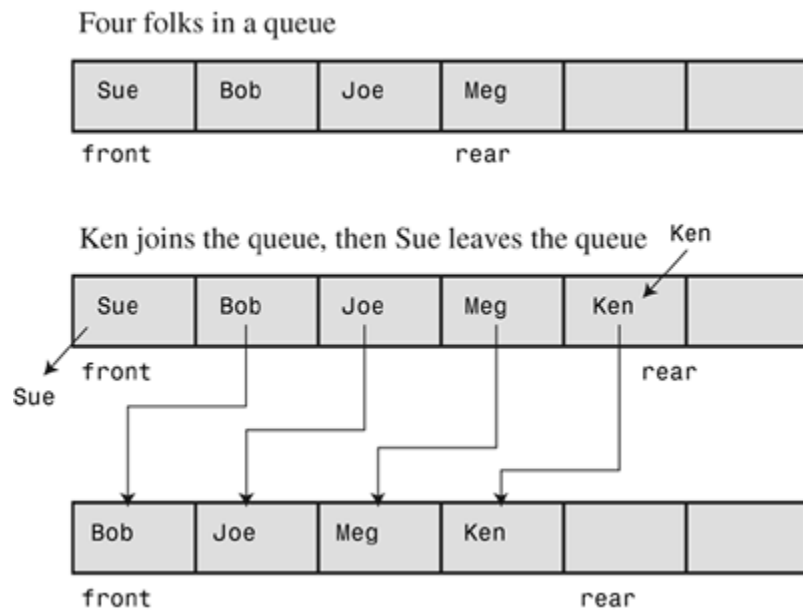 Four folks in a queue
Sue Bob Joe Meg
front rear
Ken joins the queue, then Sue leaves the queue Ken
Sue Bob Joe Meg Ken
front rear
Sue
Bob Joe Meg Ken
front rear